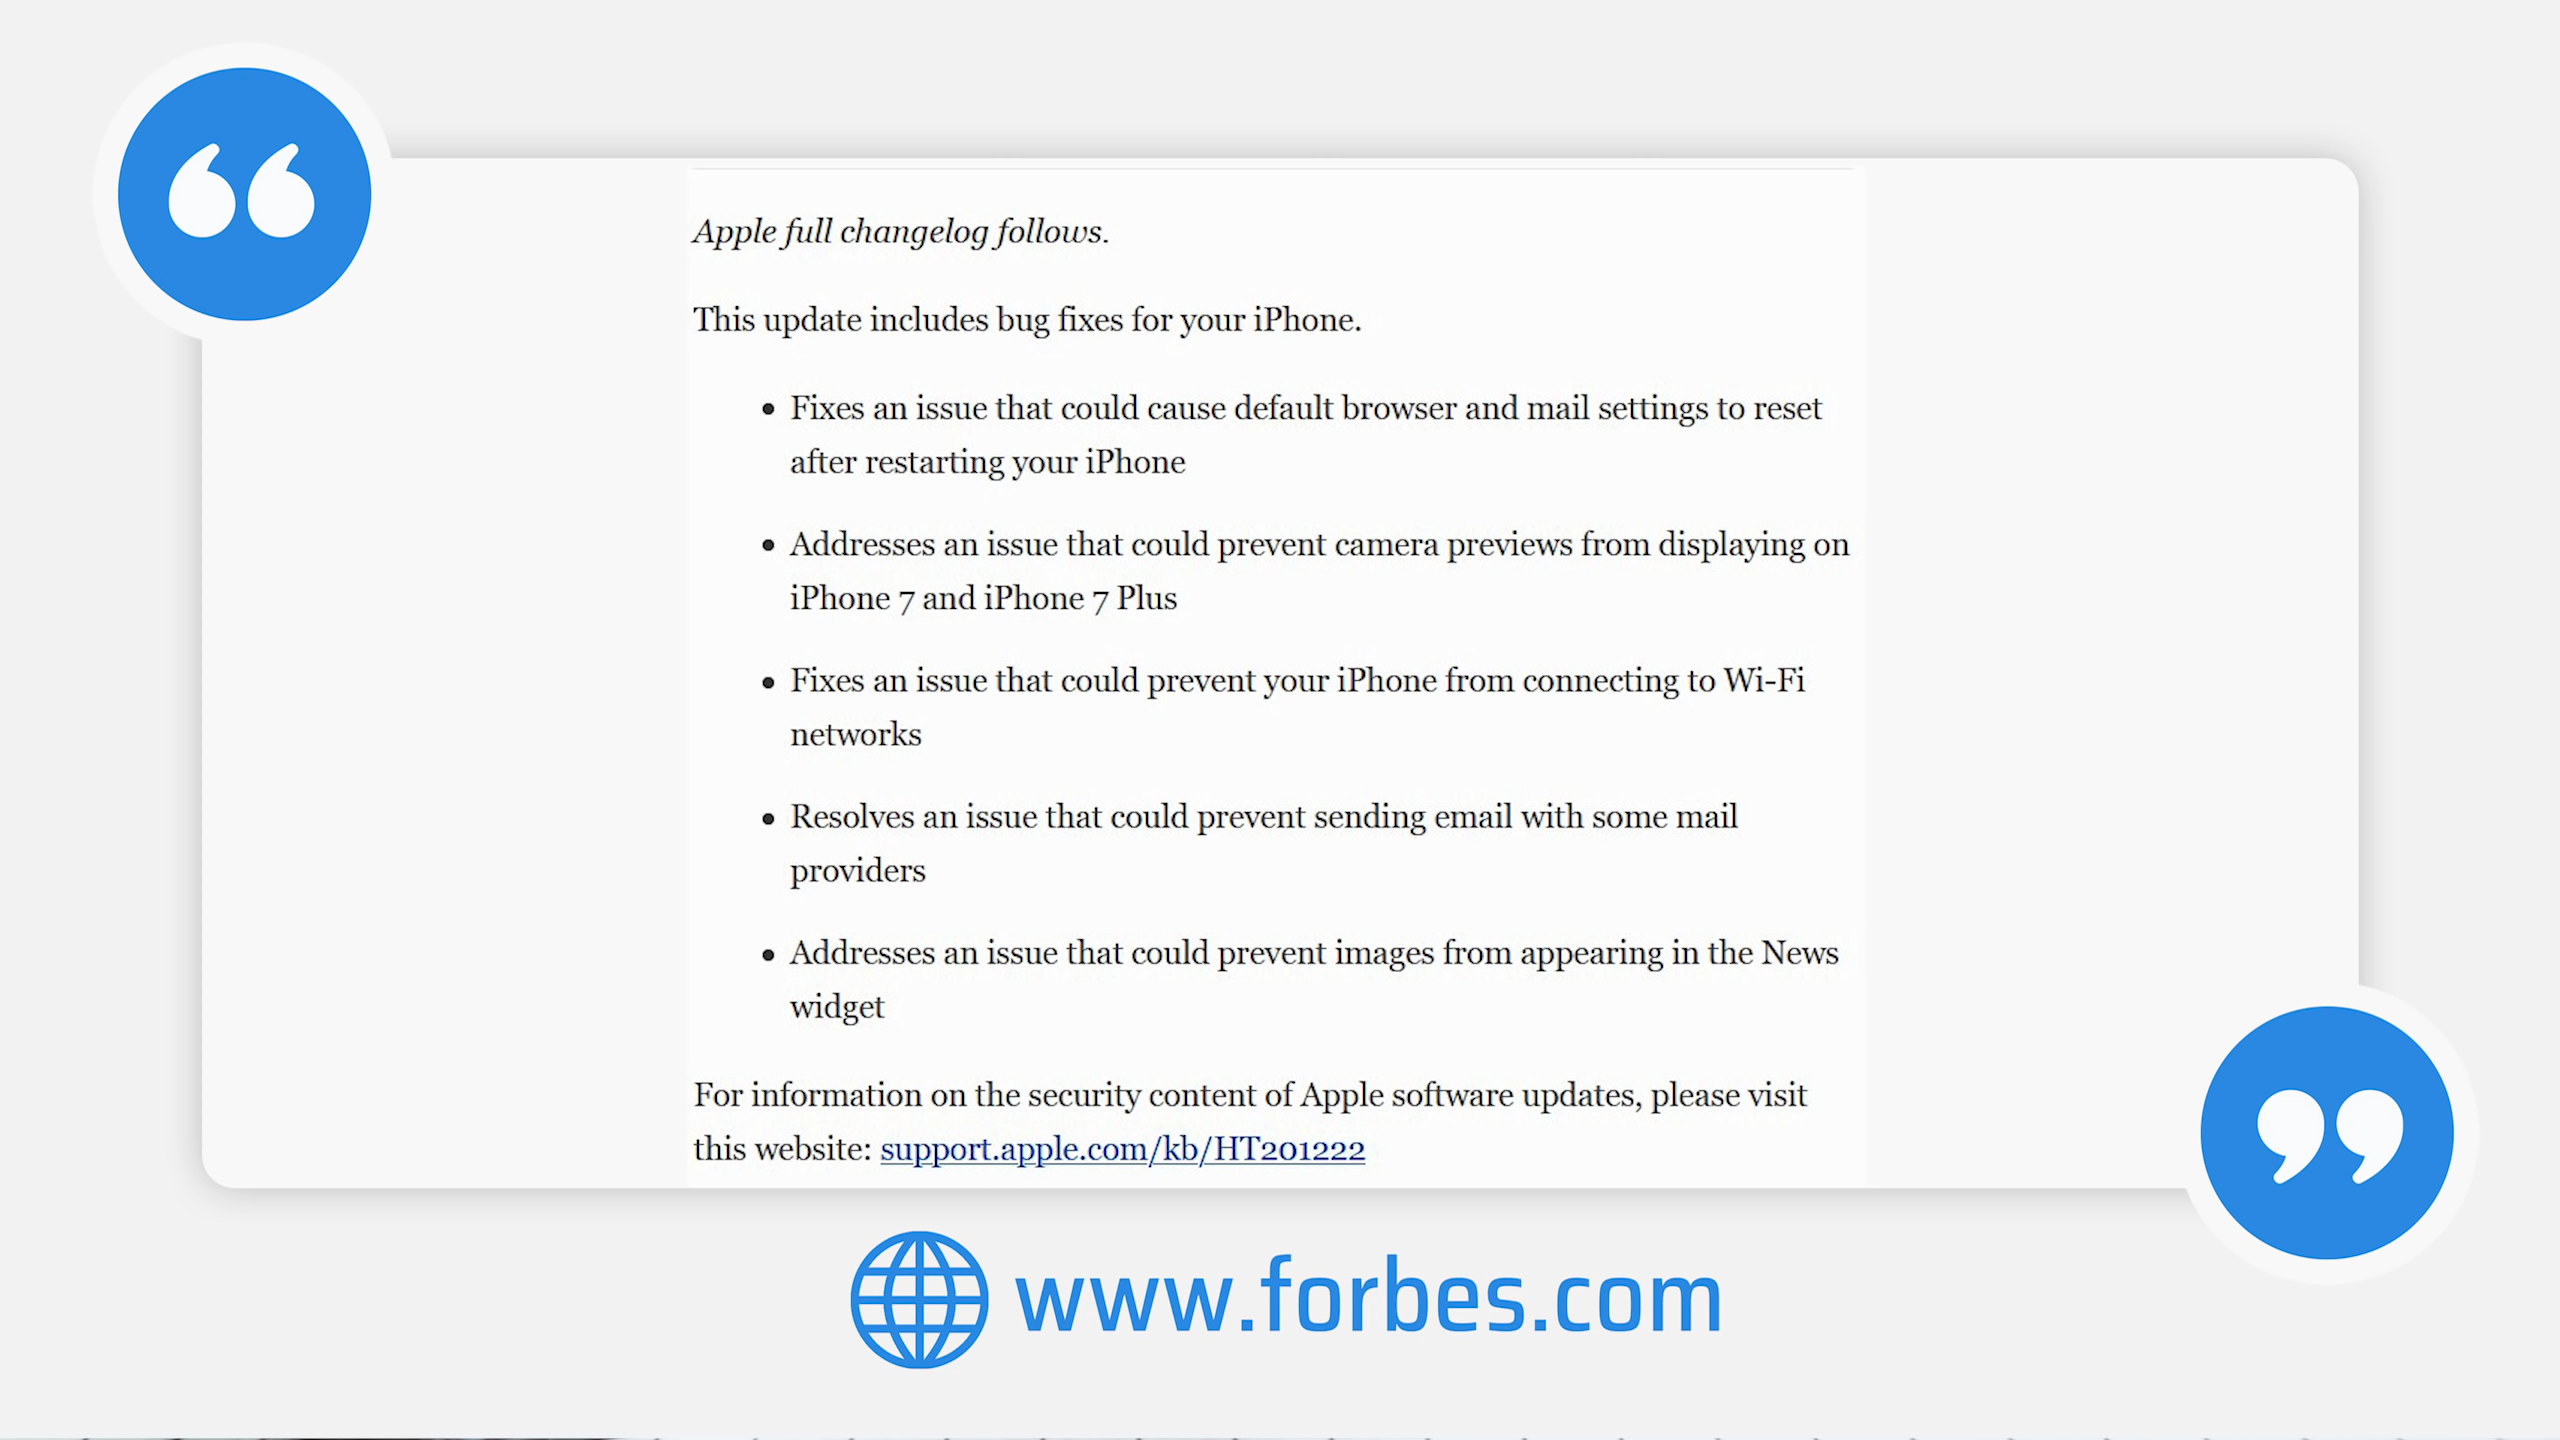 Apple full changelog follows.
This update includes bug fixes for your iPhone.
• Fixes an issue that could cause default browser and mail settings to reset
after restarting your iPhone
• Addresses an issue that could prevent camera previews from displaying on
iPhone 7 and iPhone 7 Plus
• Fixes an issue that could prevent your iPhone from connecting to Wi-Fi
networks
• Resolves an issue that could prevent sending email with some mail
providers
• Addresses an issue that could prevent images from appearing in the News
widget
For information on the security content of Apple software updates, please visit
this website: support.apple.com/kb/HT201222
www.forbes.com